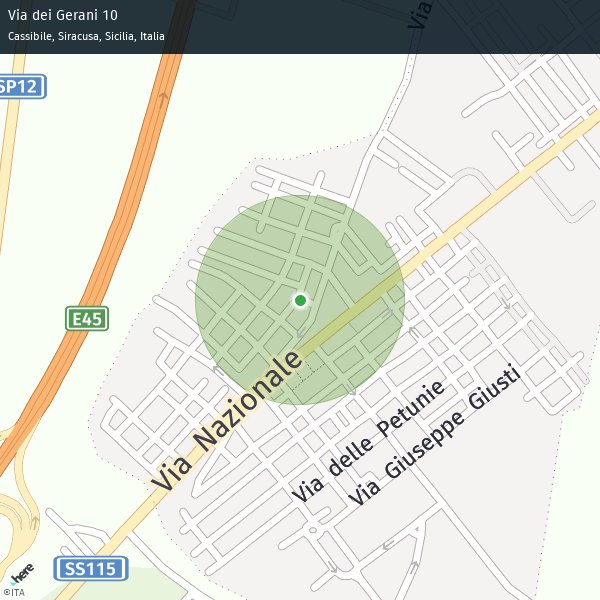 Via dei Gerani 10
Cassibile, Siracusa, Sicilia, Italia
Via
SP12
E45
Via Nazionale
Via delle Petunie
Via Giuseppe Giusti
SS115
here
©ITA